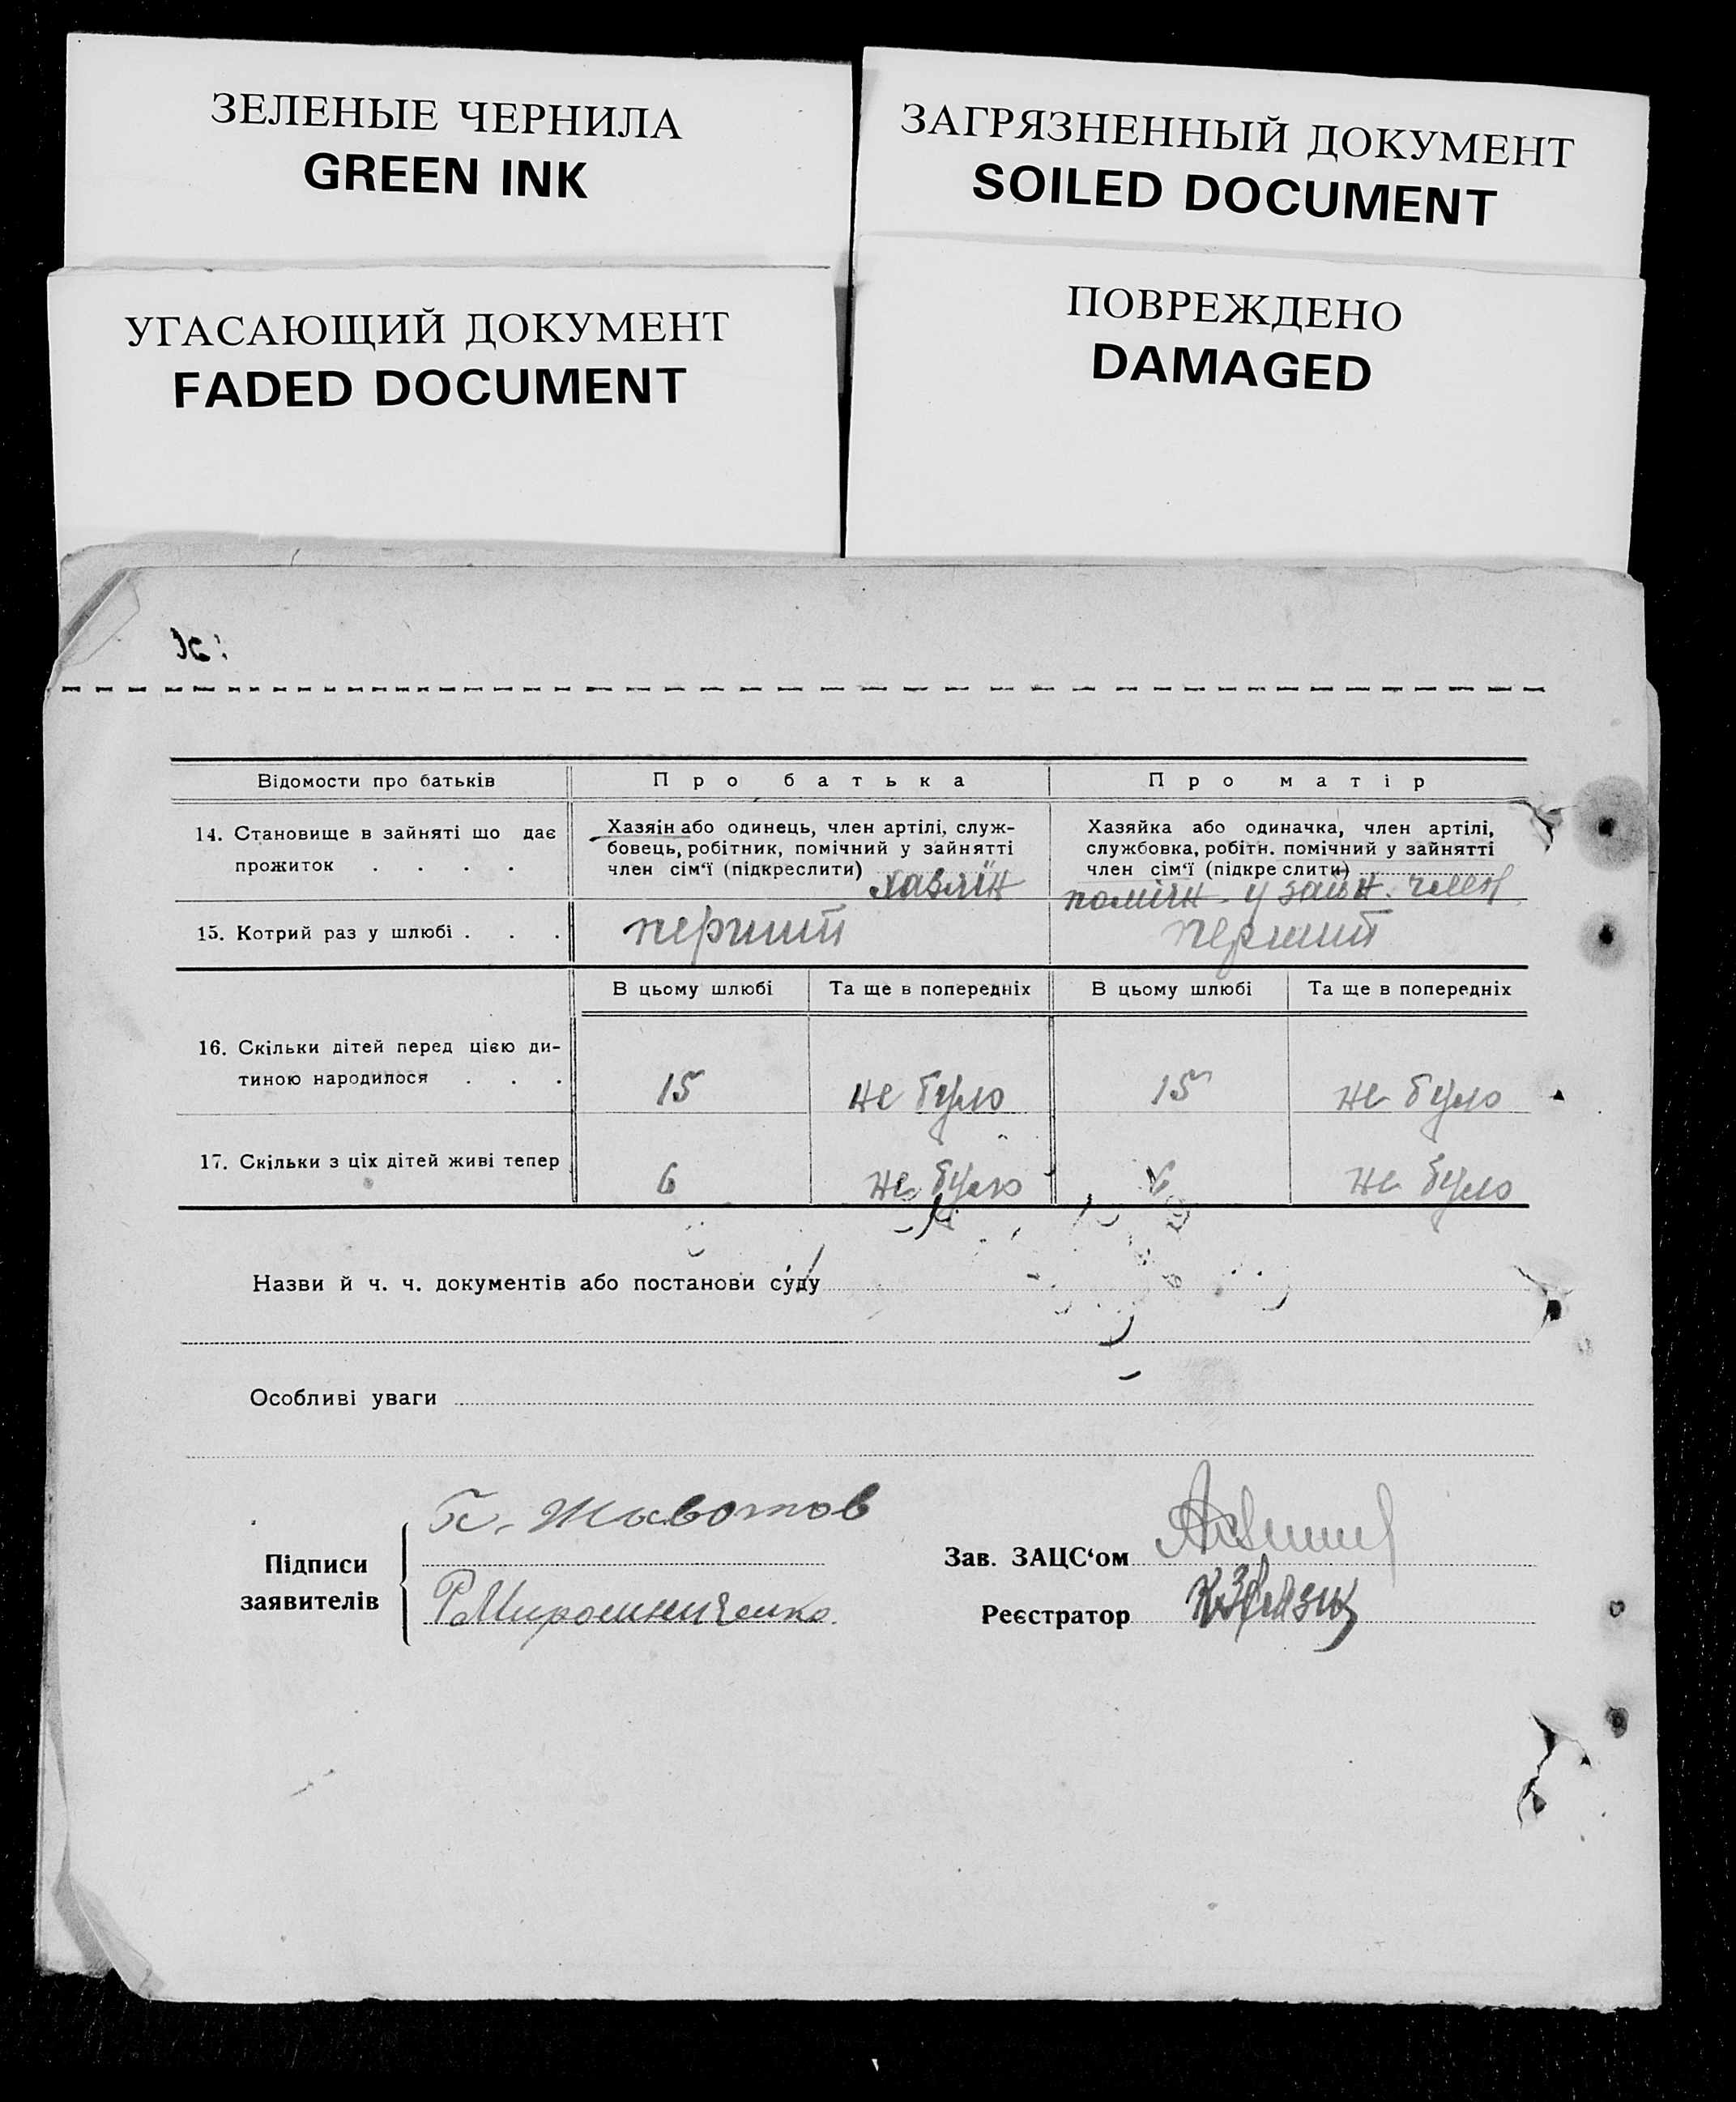 ЗЕЛЕНЫЕ ЧЕРНИЛА
GREEN INK
ЗАГРЯЗНЕННЫЙ ДОКУМЕНТ
SOILED DOCUMENT
УГАСАЮЩИЙ ДОКУМЕНТ
FADED DOCUMENT
ПОВРЕЖДЕНО
DAMAGED
Відомости про батьків
Про батька
Про матір
14. Становище в зайняті що дає
прожиток . . . .
Хазяін або одинець, член артілі, служ-
бовець, робітник, помічний у зайнятті
член сім‘ї (підкреслити) хазяїн
Хазяйка або одиначка, член артілі,
службовка, робітн. помічний у зайнятті
член сім‘ї (підкреслити)
помічн. у зайн. член
15. Котрий раз у шлюбі . . .
перший
перший
В цьому шлюбі
Та ще в попередніх
В цьому шлюбі
Та ще в попередніх
16. Скільки дітей перед цією ди-
тиною народилося . . .
15
не було
15
не було
17. Скільки з ціх дітей живі тепер
6
не було
6
не було
Назви й ч. ч. документів або постанови суду
Особливі уваги
Підписи
заявителів
Животов
Р Мирошниченко
Зав. ЗАЦС‘ом
Реєстратор